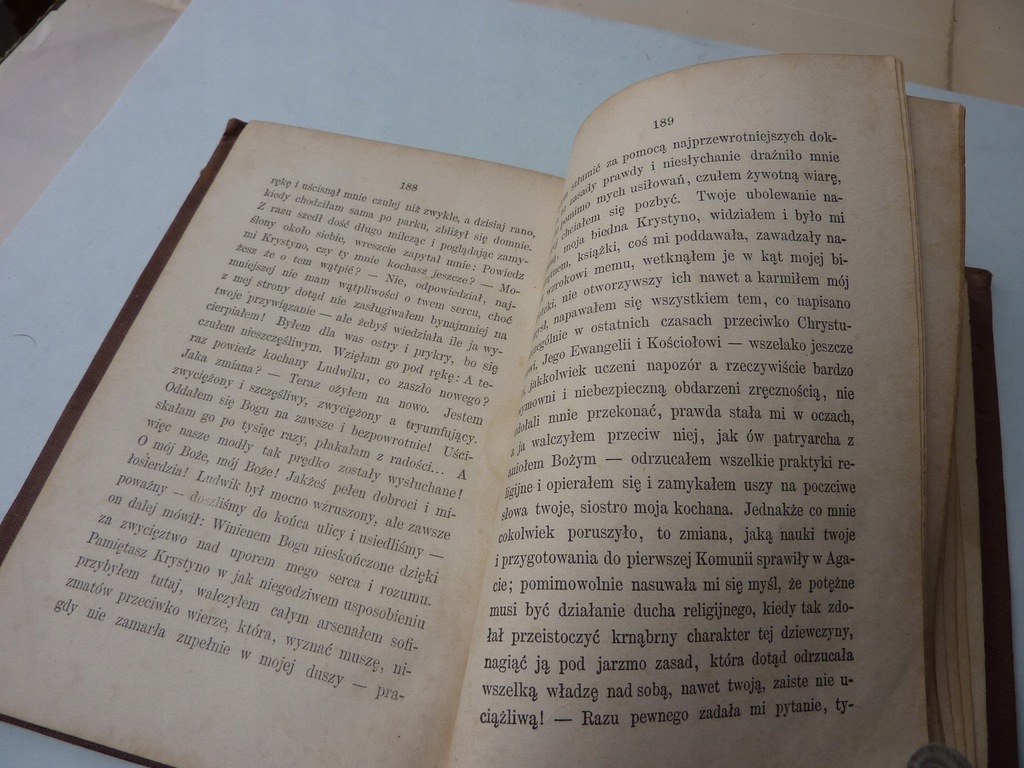 188
rękę i uścisnął mnie czulej niż zwykle, a dzisiaj rano,
kiedy chodziłam sama po parku, zbliżył się do mnie.
Z razu szedł dość długo milcząc i poglądając zamy-
ślony około siebie, wreszcie zapytał mnie: Powiedz
mi Krystyno, czy ty mnie kochasz jeszcze? — Mo-
żesz że o tem wątpić? — Nie, odpowiedział, naj-
mniejszej nie mam wątpliwości o twem sercu, choć
z mej strony dotąd nie zasługiwałem bynajmniej na
twoje przywiązanie — ale żebyś wiedziała ile ja wy-
cierpiałem! Byłem dla was ostry i prykry, bo się
czułem nieszczęśliwym. Wzięłam go pod rękę: A te-
raz powiedz kochany Ludwiku, co zaszło nowego?
Jaka zmiana? — Teraz ożyłem na nowo. Jestem
zwyciężony i szczęśliwy, zwyciężony a tryumfujący.
Oddałem się Bogu na zawsze i bezpowrotnie! Uści-
skałam go po tysiąc razy, płakałam z radości... A
więc nasze modły tak prędko zostały wysłuchane!
O mój Boże, mój Boże! Jakżeś pełen dobroci i mi-
łosierdzia! Ludwik był mocno wzruszony, ale zawsze
poważny — doszliśmy do końca ulicy i usiedliśmy —
on dalej mówił: Winienem Bogu nieskończone dzięki
za zwycięztwo nad uporem mego serca i rozumu.
Pamiętasz Krystyno w jak niegodziwem usposobieniu
przybyłem tutaj, walczyłem całym arsenałem sofi-
zmatów przeciwko wierze, która, wyznać muszę, ni-
gdy nie zamarła zupełnie w mojej duszy — pra-
189
stłumić za pomocą najprzewrotniejszych dok-
zasady prawdy i niesłychanie drażniło mnie
pomimo mych usiłowań, czułem żywotną wiarę,
chciałem się pozbyć. Twoje ubolewanie na-
moja biedna Krystyno, widziałem i było mi
książki, coś mi poddawała, zawadzały na-
wzrokowi memu, wetknąłem je w kąt mojej bi-
nie otworzywszy ich nawet a karmiłem mój
napawałem się wszystkiem tem, co napisano
w ostatnich czasach przeciwko Chrystu-
Jego Ewangelii i Kościołowi — wszelako jeszcze
jakkolwiek uczeni napozór a rzeczywiście bardzo
wymowni i niebezpieczną obdarzeni zręcznością, nie
zdołali mnie przekonać, prawda stała mi w oczach,
a ja walczyłem przeciw niej, jak ów patryarcha z
aniołem Bożym — odrzucałem wszelkie praktyki re-
ligijne i opierałem się i zamykałem uszy na poczciwe
słowa twoje, siostro moja kochana. Jednakże co mnie
cokolwiek poruszyło, to zmiana, jaką nauki twoje
i przygotowania do pierwszej Komunii sprawiły w Aga-
cie; pomimowolnie nasuwała mi się myśl, że potężne
musi być działanie ducha religijnego, kiedy tak zdo-
łał przeistoczyć krnąbrny charakter tej dziewczyny,
nagiąć ją pod jarzmo zasad, która dotąd odrzucała
wszelką władzę nad sobą, nawet twoją, zaiste nie u-
ciążliwą! — Razu pewnego zadała mi pytanie, ty-